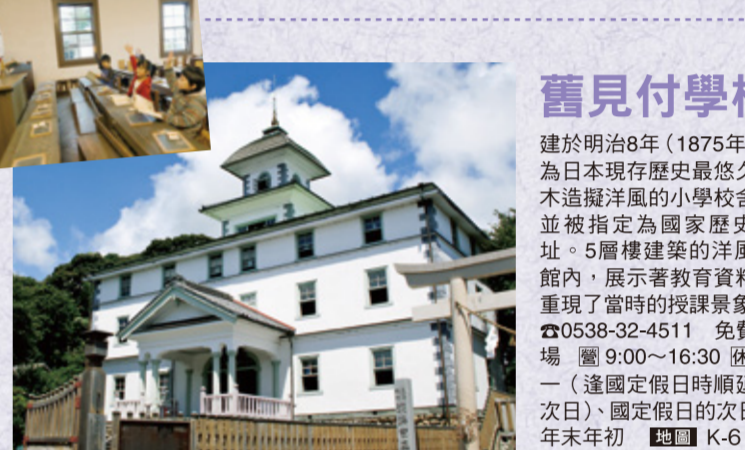 舊見付學校
建於明治8年（1875年
為日本現存歷史最悠久
木造擬洋風的小學校舍
並被指定為國家歷史
址。5層樓建築的洋風
館內，展示著教育資料
重現了當時的授課景象
☎0538-32-4511 免費
場 營 9:00～16:30 休
一（逢國定假日時順延
次日）、國定假日的次日
年末年初 地圖 K-6